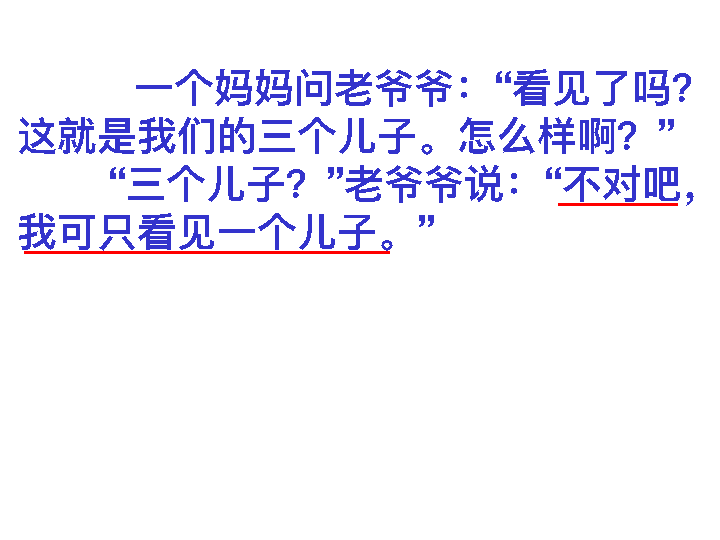 一个妈妈问老爷爷：“看见了吗？
这就是我们的三个儿子。怎么样啊？”
“三个儿子？”老爷爷说：“不对吧，
我可只看见一个儿子。”